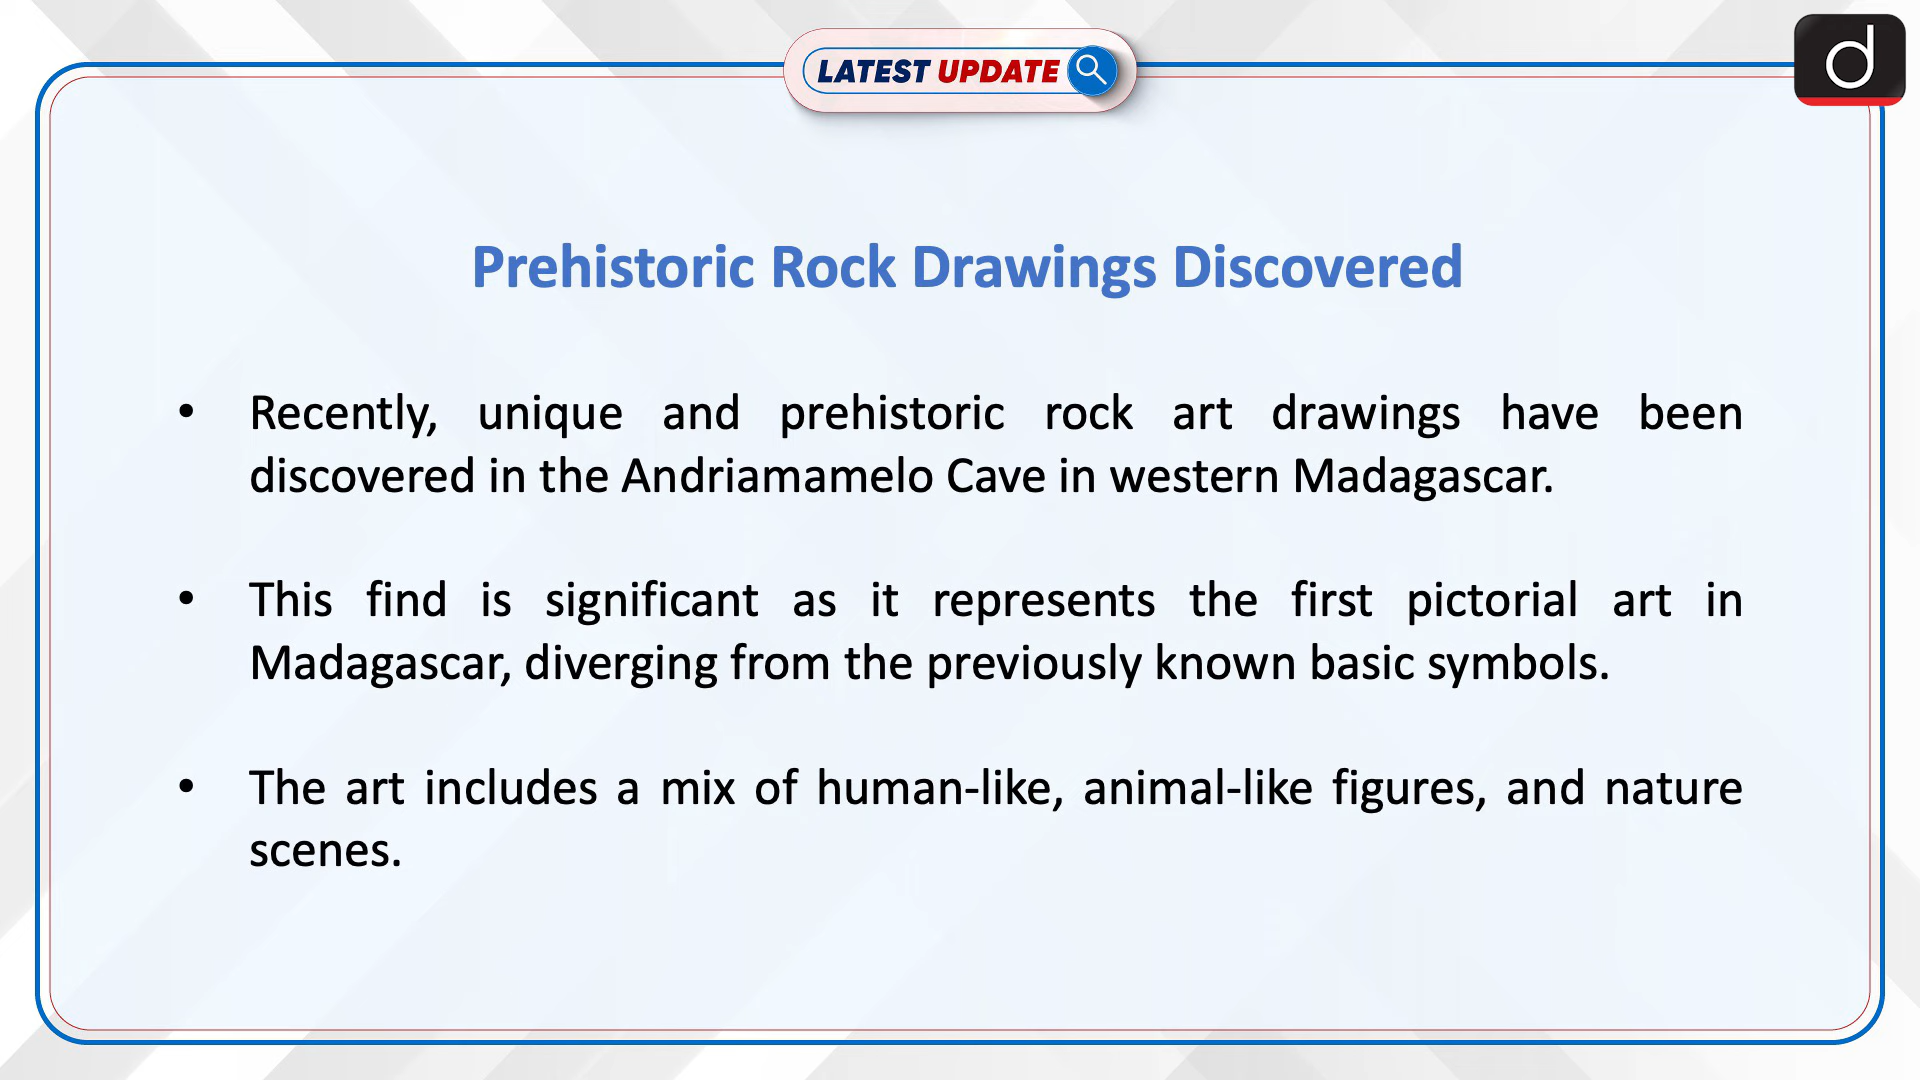 LATEST UPDATE
d
Prehistoric Rock Drawings Discovered
• Recently, unique and prehistoric rock art drawings have been
discovered in the Andriamamelo Cave in western Madagascar.
• This find is significant as it represents the first pictorial art in
Madagascar, diverging from the previously known basic symbols.
• The art includes a mix of human-like, animal-like figures, and nature
scenes.